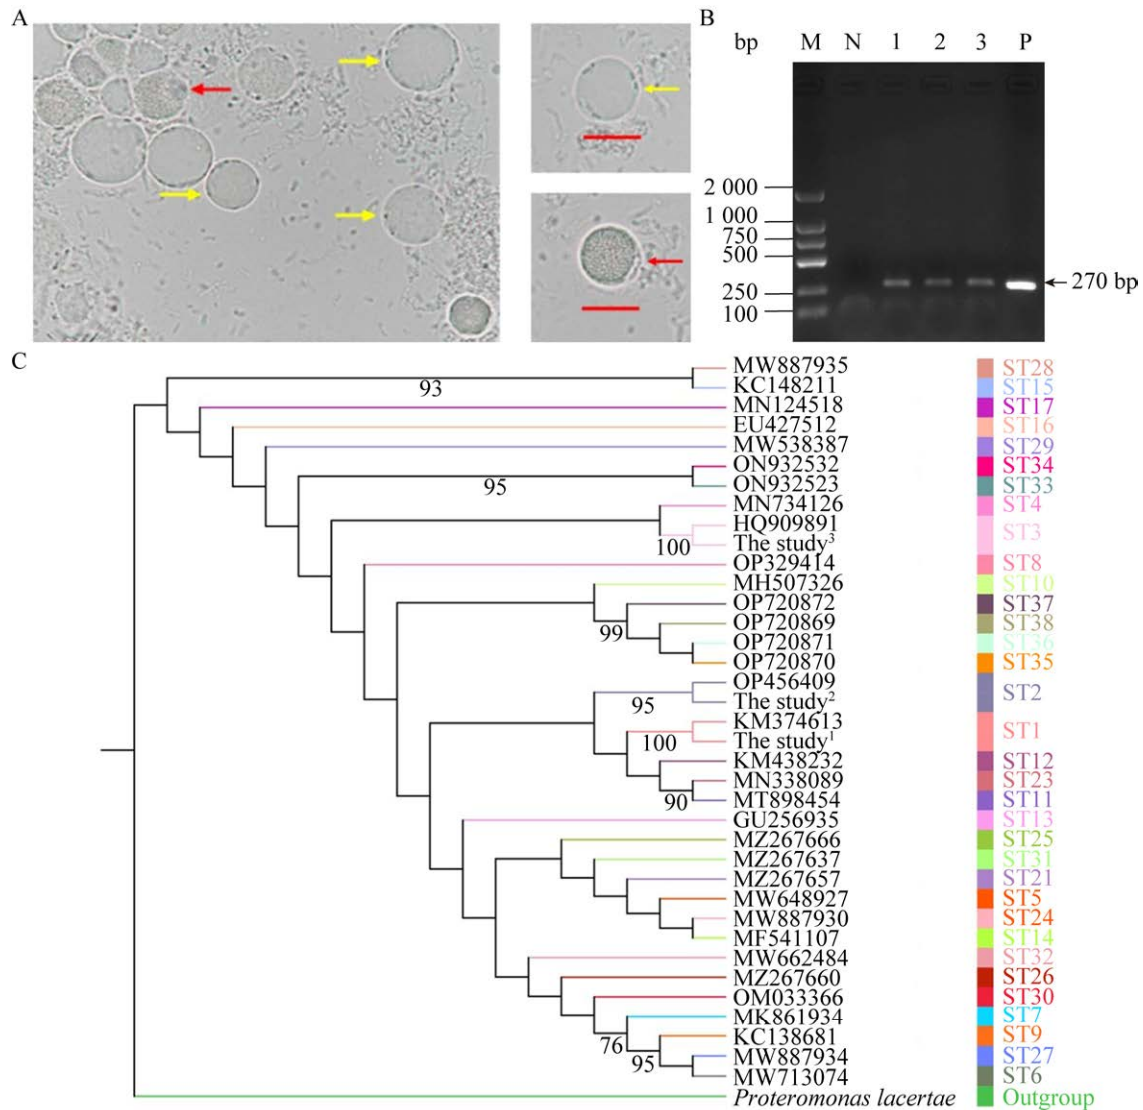 A
B
bp M N 1 2 3 P
2 000
1 000
750
500
250
100
270 bp
C
MW887935 ST28
93
KC148211 ST15
MN124518 ST17
EU427512 ST16
MW538387 ST29
ON932532 ST34
95
ON932523 ST33
MN734126 ST4
HQ909891
ST3
100
The study³
OP329414 ST8
MH507326 ST10
OP720872 ST37
99
OP720869 ST38
OP720871 ST36
OP720870 ST35
OP456409
ST2
95
The study²
KM374613
ST1
100
The study¹
KM438232 ST12
MN338089 ST23
90
MT898454 ST11
GU256935 ST13
MZ267666 ST25
MZ267637 ST31
MZ267657 ST21
MW648927 ST5
MW887930 ST24
MF541107 ST14
MW662484 ST32
MZ267660 ST26
OM033366 ST30
MK861934 ST7
76
KC138681 ST9
95
MW887934 ST27
MW713074 ST6
Proteromonas lacertae Outgroup